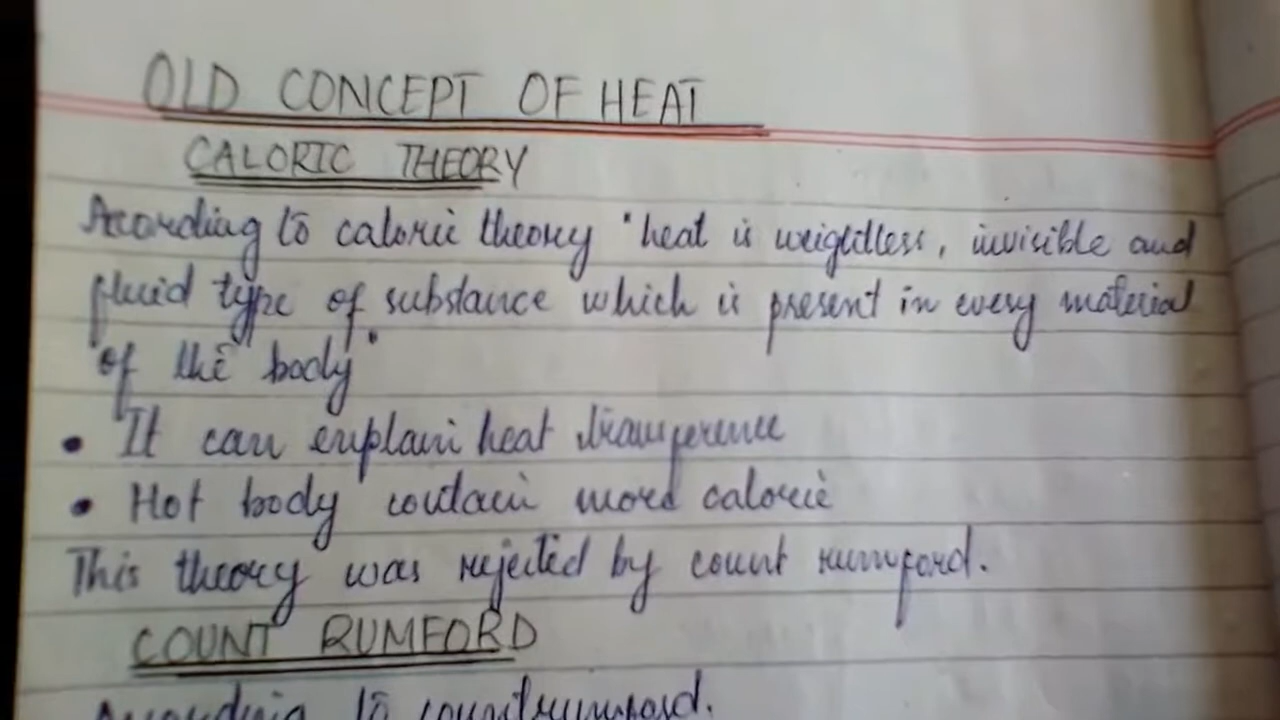 OLD CONCEPT OF HEAT
CALORIC THEORY
According to caloric theory "heat is weightless, invisible and
fluid type of substance which is present in every material
of the body"
• It can explain heat transference
• Hot body contain more caloric
This theory was rejected by count rumford.
COUNT RUMFORD
According to count rumford.